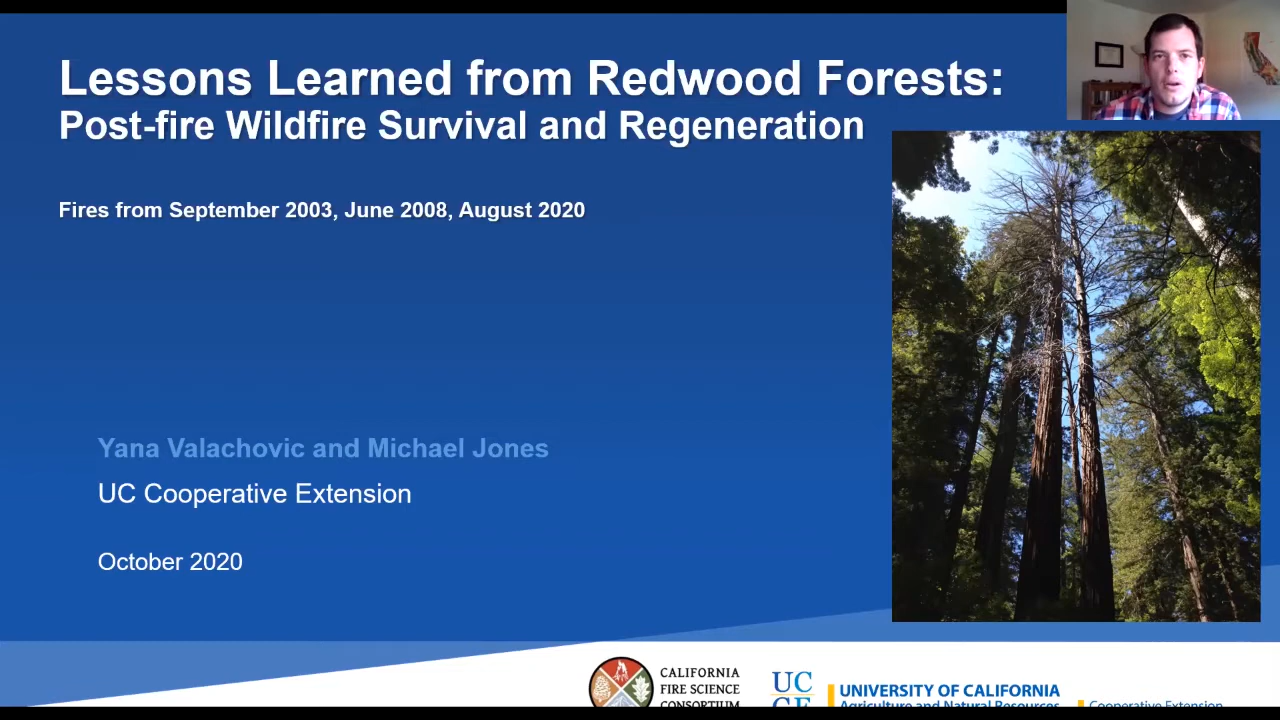 Lessons Learned from Redwood Forests:
Post-fire Wildfire Survival and Regeneration
Fires from September 2003, June 2008, August 2020
Yana Valachovic and Michael Jones
UC Cooperative Extension
October 2020
CALIFORNIA
FIRE SCIENCE
CONSORTIUM
UC
CE
UNIVERSITY OF CALIFORNIA
Agriculture and Natural Resources
Cooperative Extension